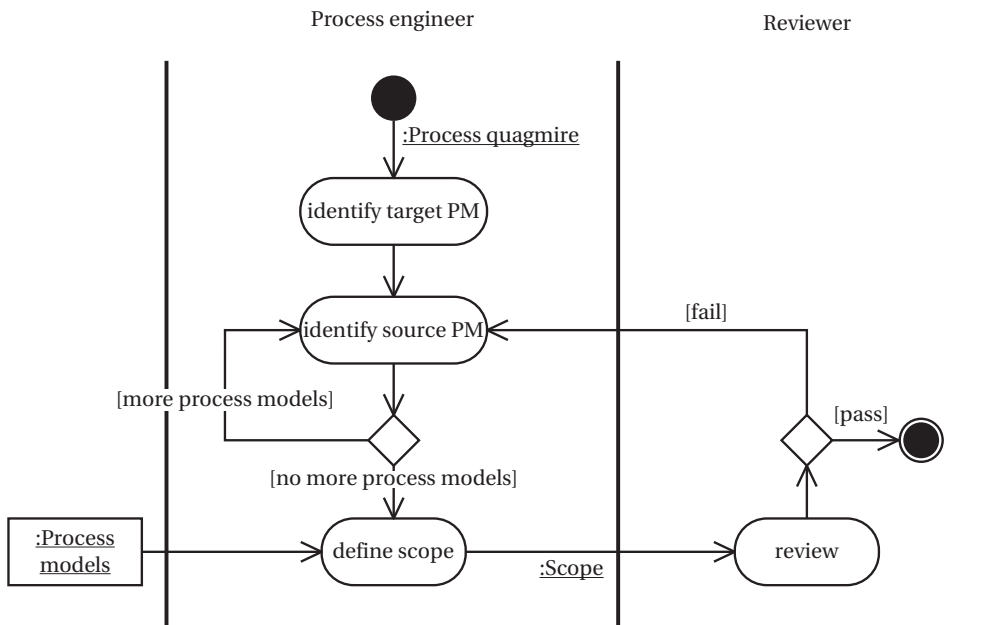 Process engineer
Reviewer
:Process quagmire
identify target PM
identify source PM
[fail]
[more process models]
[pass]
[no more process models]
:Process
models
define scope
:Scope
review